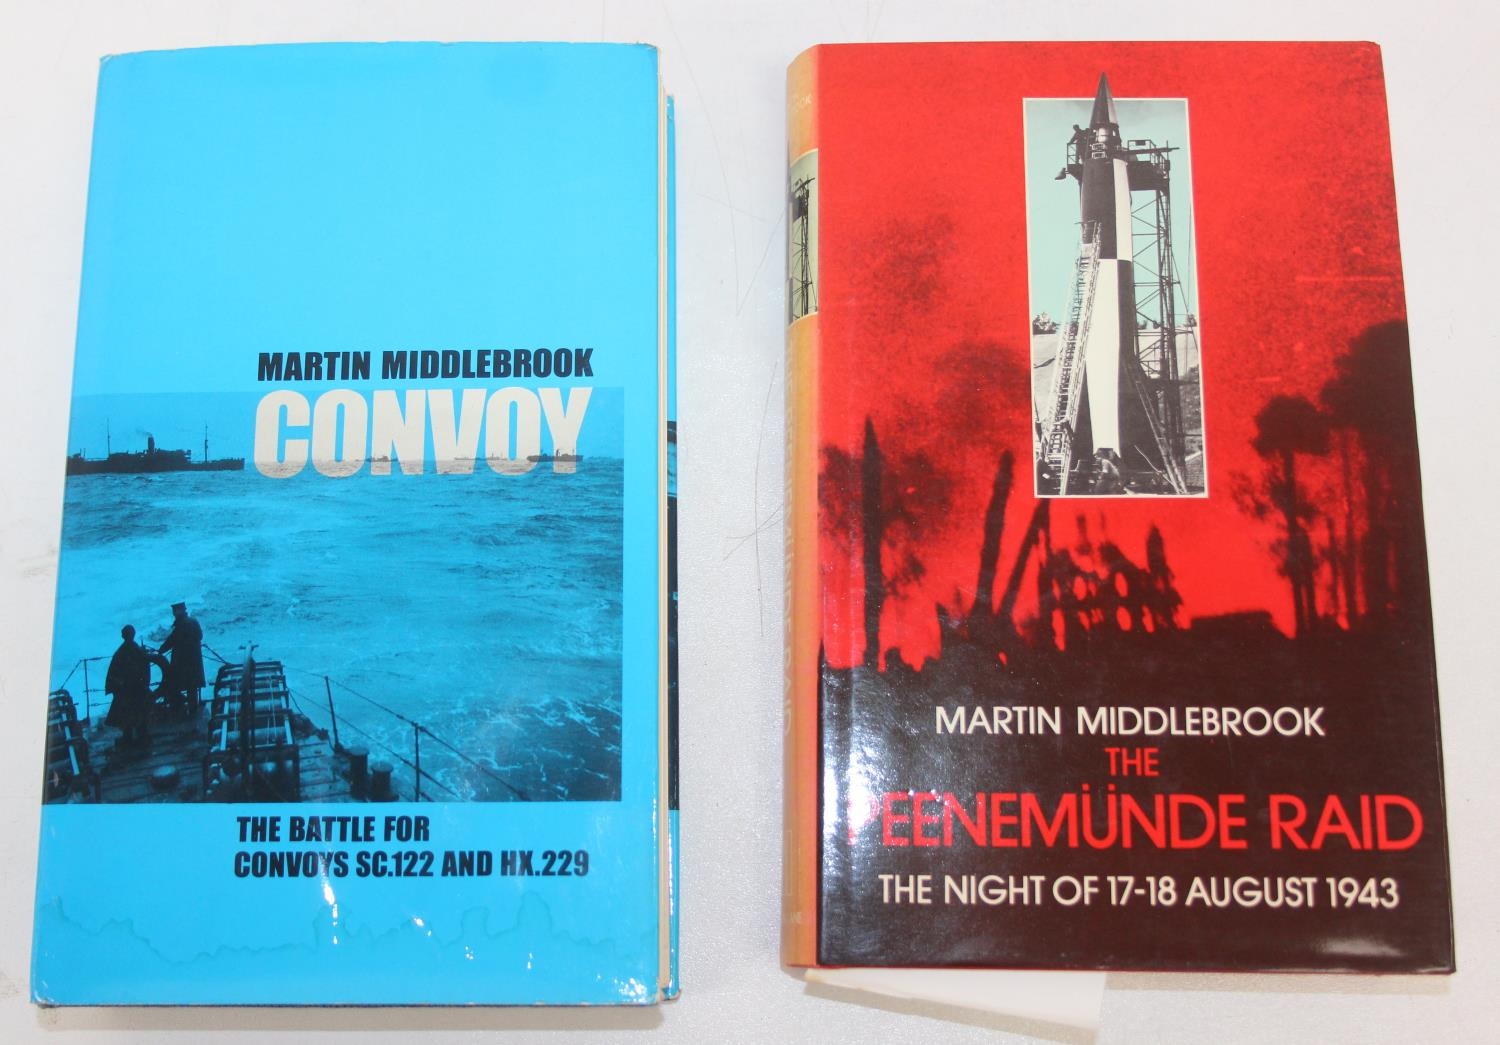 MARTIN MIDDLEBROOK
CONVOY
THE BATTLE FOR
CONVOYS SC.122 AND HX.229
MARTIN MIDDLEBROOK
THE
PEENEMÜNDE RAID
THE NIGHT OF 17-18 AUGUST 1943